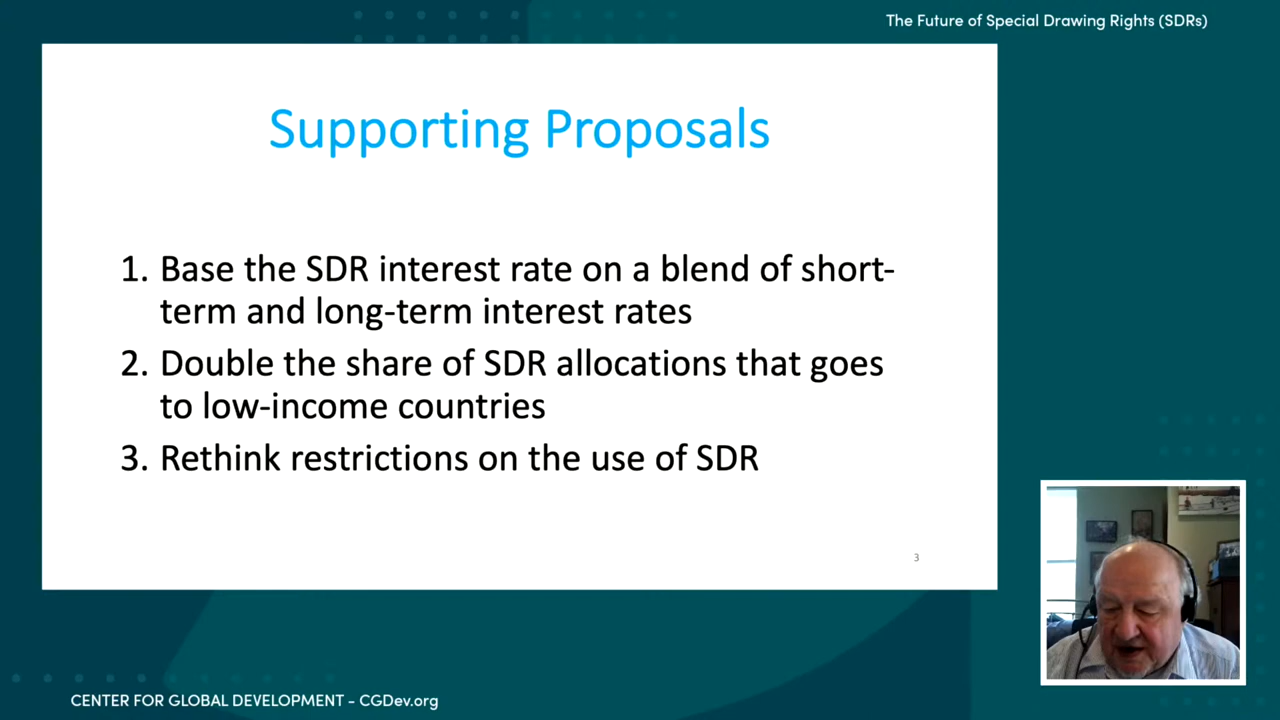 The Future of Special Drawing Rights (SDRs)
Supporting Proposals
1. Base the SDR interest rate on a blend of short-
term and long-term interest rates
2. Double the share of SDR allocations that goes
to low-income countries
3. Rethink restrictions on the use of SDR
3
CENTER FOR GLOBAL DEVELOPMENT - CGDev.org